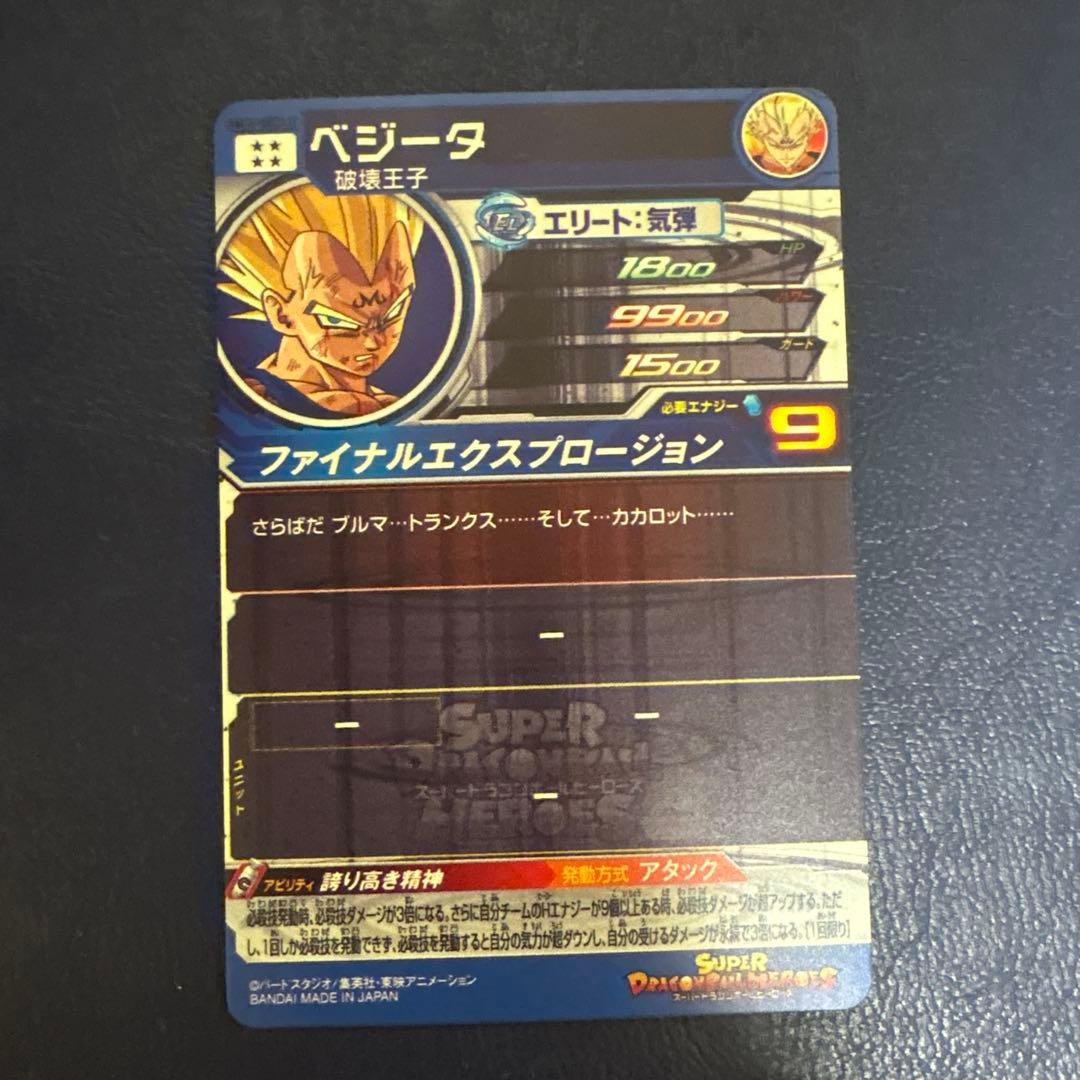 ベジータ
破壊王子
エリート:気弾
HP
1800
パワー
9900
ガード
1500
必要エナジー 9
ファイナルエクスプロージョン
さらばだ ブルマ…トランクス……そして…カカロット……
ー
ー ー
ー
ユニット
SUPER
DRAGONBALL
スーパードラゴンボールヒーローズ
HEROES
アビリティ 誇り高き精神 発動方式 アタック
必殺技発動時、必殺技ダメージが3倍になる。さらに自分チームのHエナジーが9個以上ある時、必殺技ダメージが超アップする。ただ
し、1回しか必殺技を発動できず、必殺技を発動すると自分の気力が超ダウンし、自分の受けるダメージが永続で3倍になる。[1回限り]
©バードスタジオ/集英社・東映アニメーション
BANDAI MADE IN JAPAN
SUPER
DRAGONBALL HEROES
スーパードラゴンボールヒーローズ